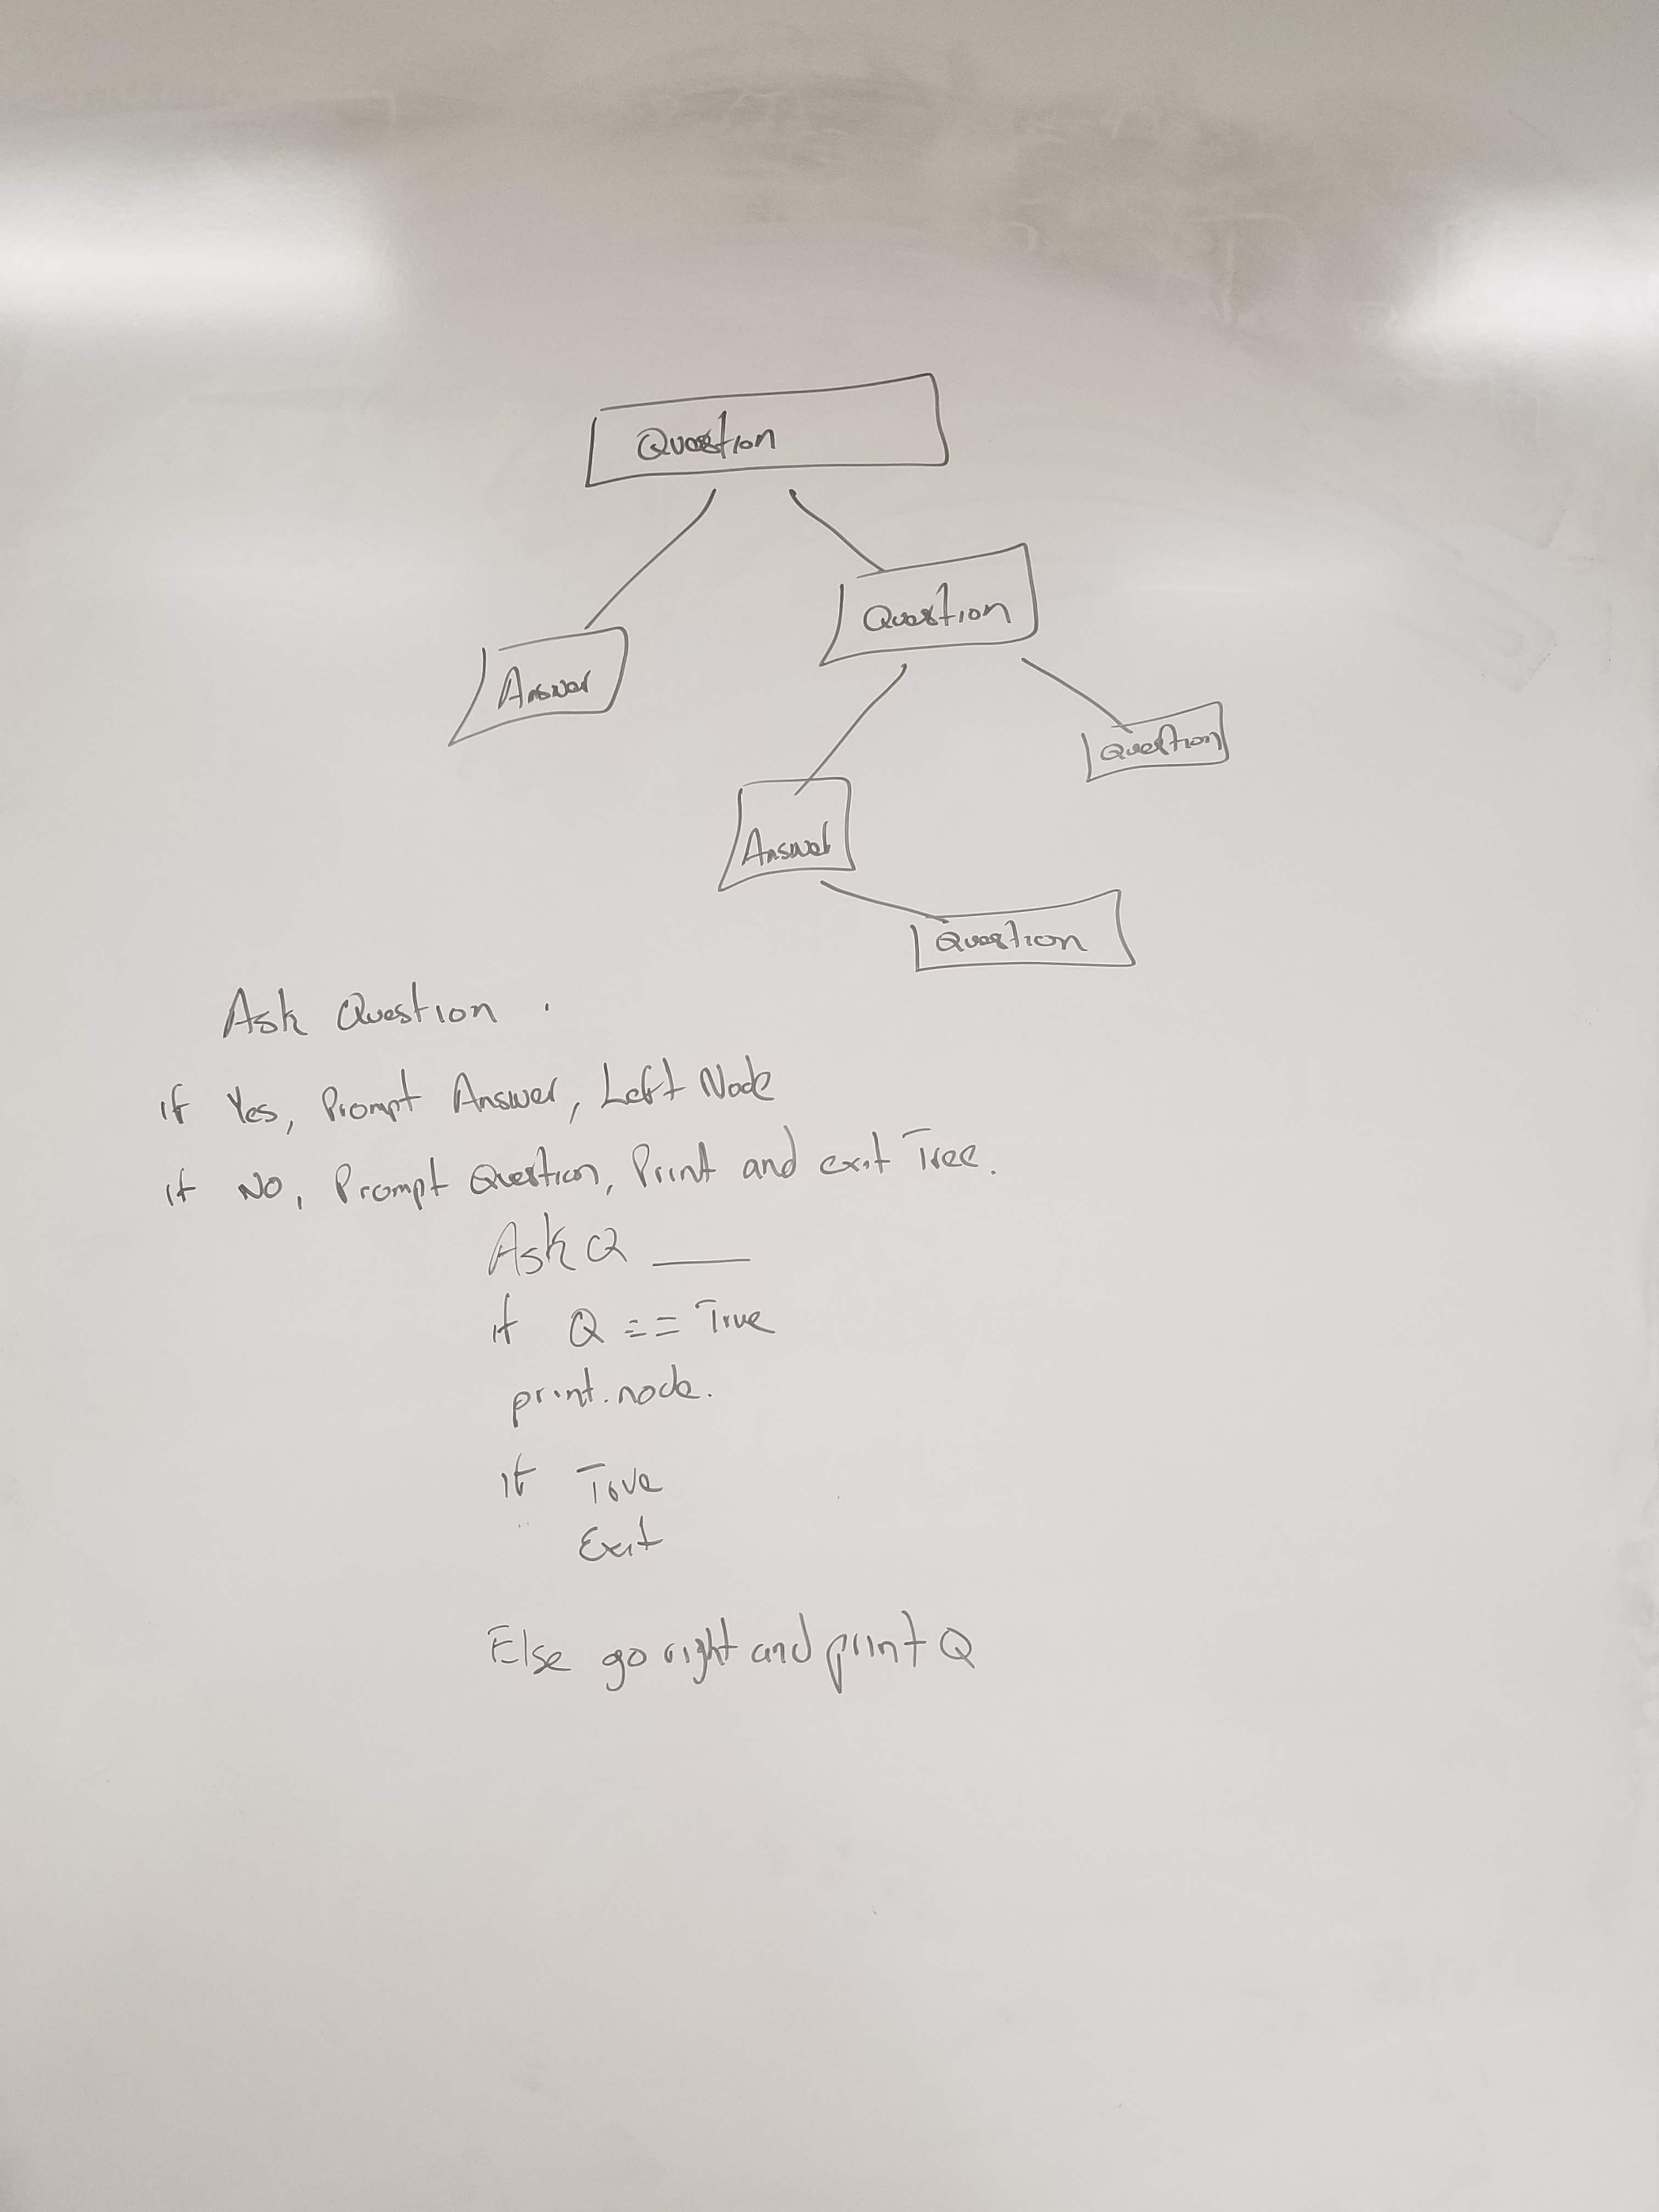 Question
Question
Answer
Question
Answer
Question
Ask Question .
if Yes, Prompt Answer, Left Node
if No, Prompt Question, Print and exit Tree.
Ask Q ___
if Q == True
print.node.
if True
Exit
Else go right and print Q